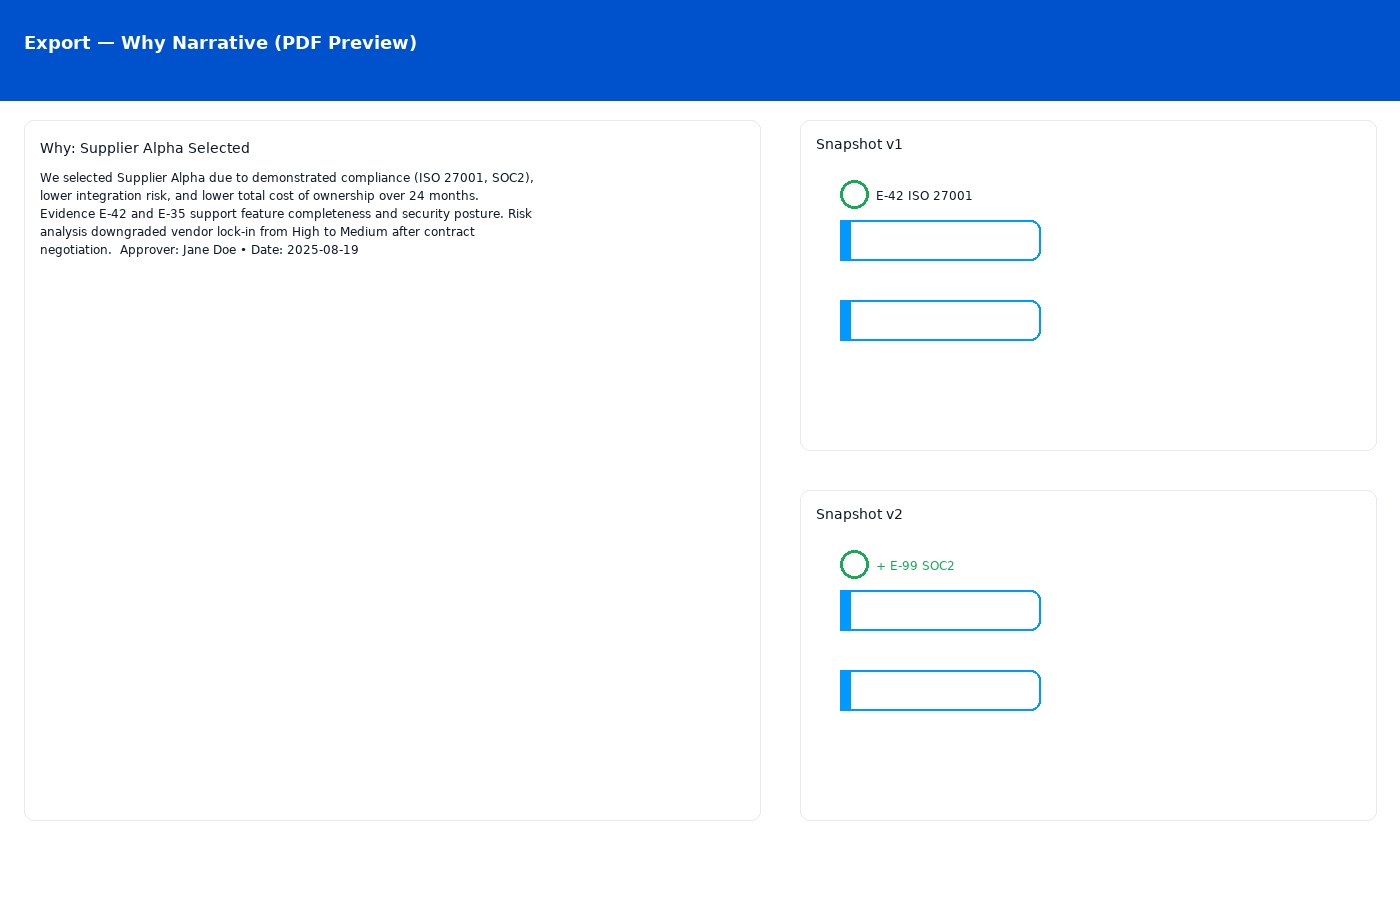 Export — Why Narrative (PDF Preview)
Why: Supplier Alpha Selected
We selected Supplier Alpha due to demonstrated compliance (ISO 27001, SOC2),
lower integration risk, and lower total cost of ownership over 24 months.
Evidence E-42 and E-35 support feature completeness and security posture. Risk
analysis downgraded vendor lock-in from High to Medium after contract
negotiation.  Approver: Jane Doe • Date: 2025-08-19
Snapshot v1
E-42 ISO 27001
Snapshot v2
+ E-99 SOC2